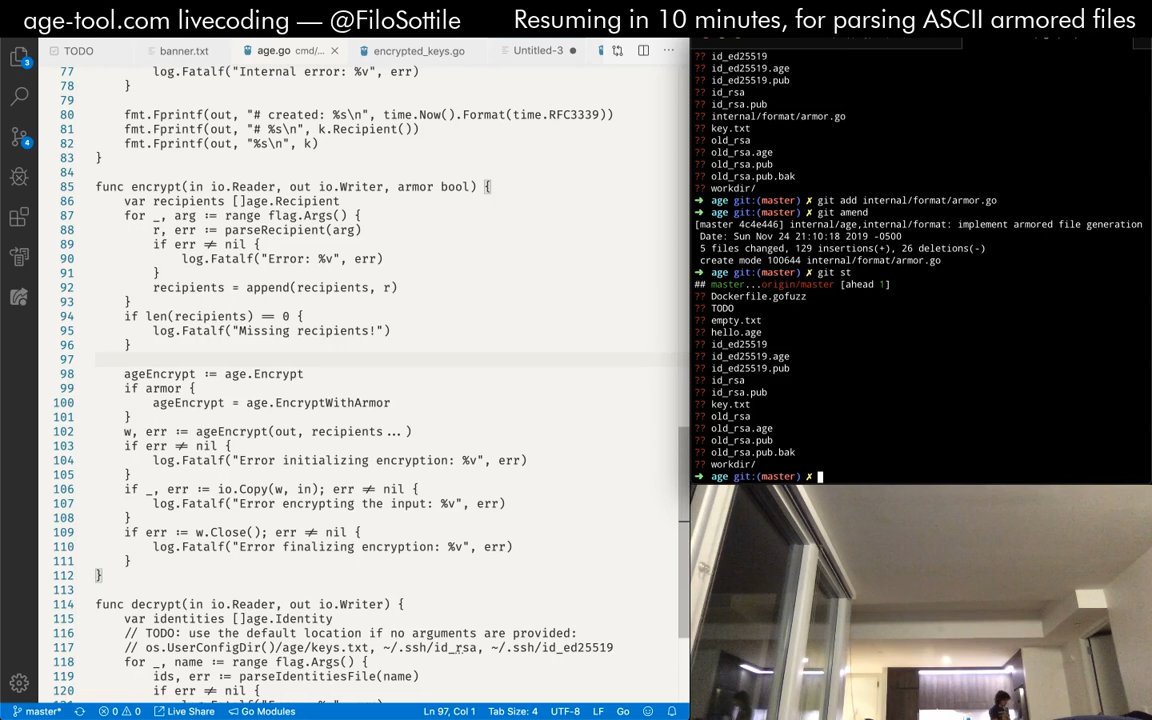 age-tool.com livecoding — @FiloSottile
Resuming in 10 minutes, for parsing ASCII armored files
TODO
banner.txt
age.go cmd/...
encrypted_keys.go
Untitled-3
77 log.Fatalf("Internal error: %v", err)
78 }
79
80 fmt.Fprintf(out, "# created: %s\n", time.Now().Format(time.RFC3339))
81 fmt.Fprintf(out, "# %s\n", k.Recipient())
82 fmt.Fprintf(out, "%s\n", k)
83 }
84
85 func encrypt(in io.Reader, out io.Writer, armor bool) {
86 var recipients []age.Recipient
87 for _, arg := range flag.Args() {
88 r, err := parseRecipient(arg)
89 if err ≠ nil {
90 log.Fatalf("Error: %v", err)
91 }
92 recipients = append(recipients, r)
93 }
94 if len(recipients) == 0 {
95 log.Fatalf("Missing recipients!")
96 }
97
98 ageEncrypt := age.Encrypt
99 if armor {
100 ageEncrypt = age.EncryptWithArmor
101 }
102 w, err := ageEncrypt(out, recipients...)
103 if err ≠ nil {
104 log.Fatalf("Error initializing encryption: %v", err)
105 }
106 if _, err := io.Copy(w, in); err ≠ nil {
107 log.Fatalf("Error encrypting the input: %v", err)
108 }
109 if err := w.Close(); err ≠ nil {
110 log.Fatalf("Error finalizing encryption: %v", err)
111 }
112 }
113
114 func decrypt(in io.Reader, out io.Writer) {
115 var identities []age.Identity
116 // TODO: use the default location if no arguments are provided:
117 // os.UserConfigDir()/age/keys.txt, ~/.ssh/id_rsa, ~/.ssh/id_ed25519
118 for _, name := range flag.Args() {
119 ids, err := parseIdentitiesFile(name)
120 if err ≠ nil {
3
4
master*
0
0
Live Share
Go Modules
Ln 97, Col 1
Tab Size: 4
UTF-8
LF
Go
?? id_ed25519
?? id_ed25519.age
?? id_ed25519.pub
?? id_rsa
?? id_rsa.pub
?? internal/format/armor.go
?? key.txt
?? old_rsa
?? old_rsa.age
?? old_rsa.pub
?? old_rsa.pub.bak
?? workdir/
➜ age git:(master) ✗ git add internal/format/armor.go
➜ age git:(master) ✗ git amend
[master 4c4e446] internal/age,internal/format: implement armored file generation
Date: Sun Nov 24 21:10:18 2019 -0500
5 files changed, 129 insertions(+), 26 deletions(-)
create mode 100644 internal/format/armor.go
➜ age git:(master) ✗ git st
## master...origin/master [ahead 1]
?? Dockerfile.gofuzz
?? TODO
?? empty.txt
?? hello.age
?? id_ed25519
?? id_ed25519.age
?? id_ed25519.pub
?? id_rsa
?? id_rsa.pub
?? key.txt
?? old_rsa
?? old_rsa.age
?? old_rsa.pub
?? old_rsa.pub.bak
?? workdir/
➜ age git:(master) ✗